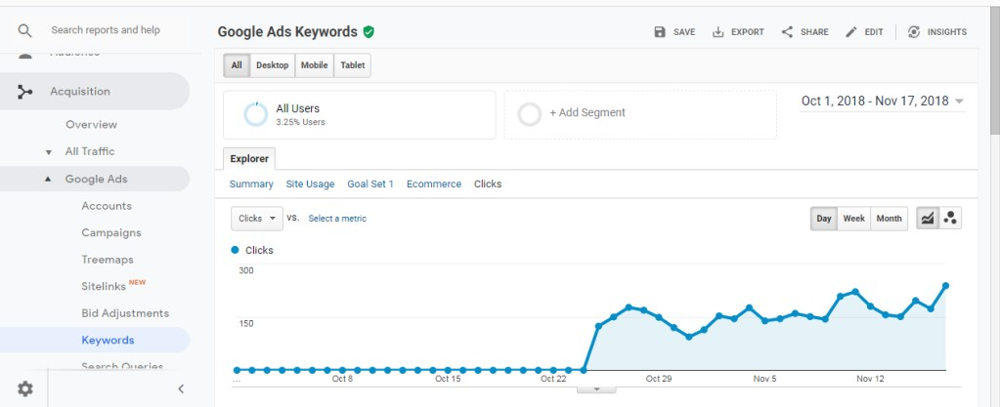 Search reports and help
Audience
Acquisition
Overview
All Traffic
Google Ads
Accounts
Campaigns
Treemaps
Sitelinks NEW
Bid Adjustments
Keywords
Search Queries
Google Ads Keywords
SAVE
EXPORT
SHARE
EDIT
INSIGHTS
All
Desktop
Mobile
Tablet
All Users
3.25% Users
+ Add Segment
Oct 1, 2018 - Nov 17, 2018
Explorer
Summary
Site Usage
Goal Set 1
Ecommerce
Clicks
Clicks
VS.
Select a metric
Day
Week
Month
Clicks
300
150
...
Oct 8
Oct 15
Oct 22
Oct 29
Nov 5
Nov 12